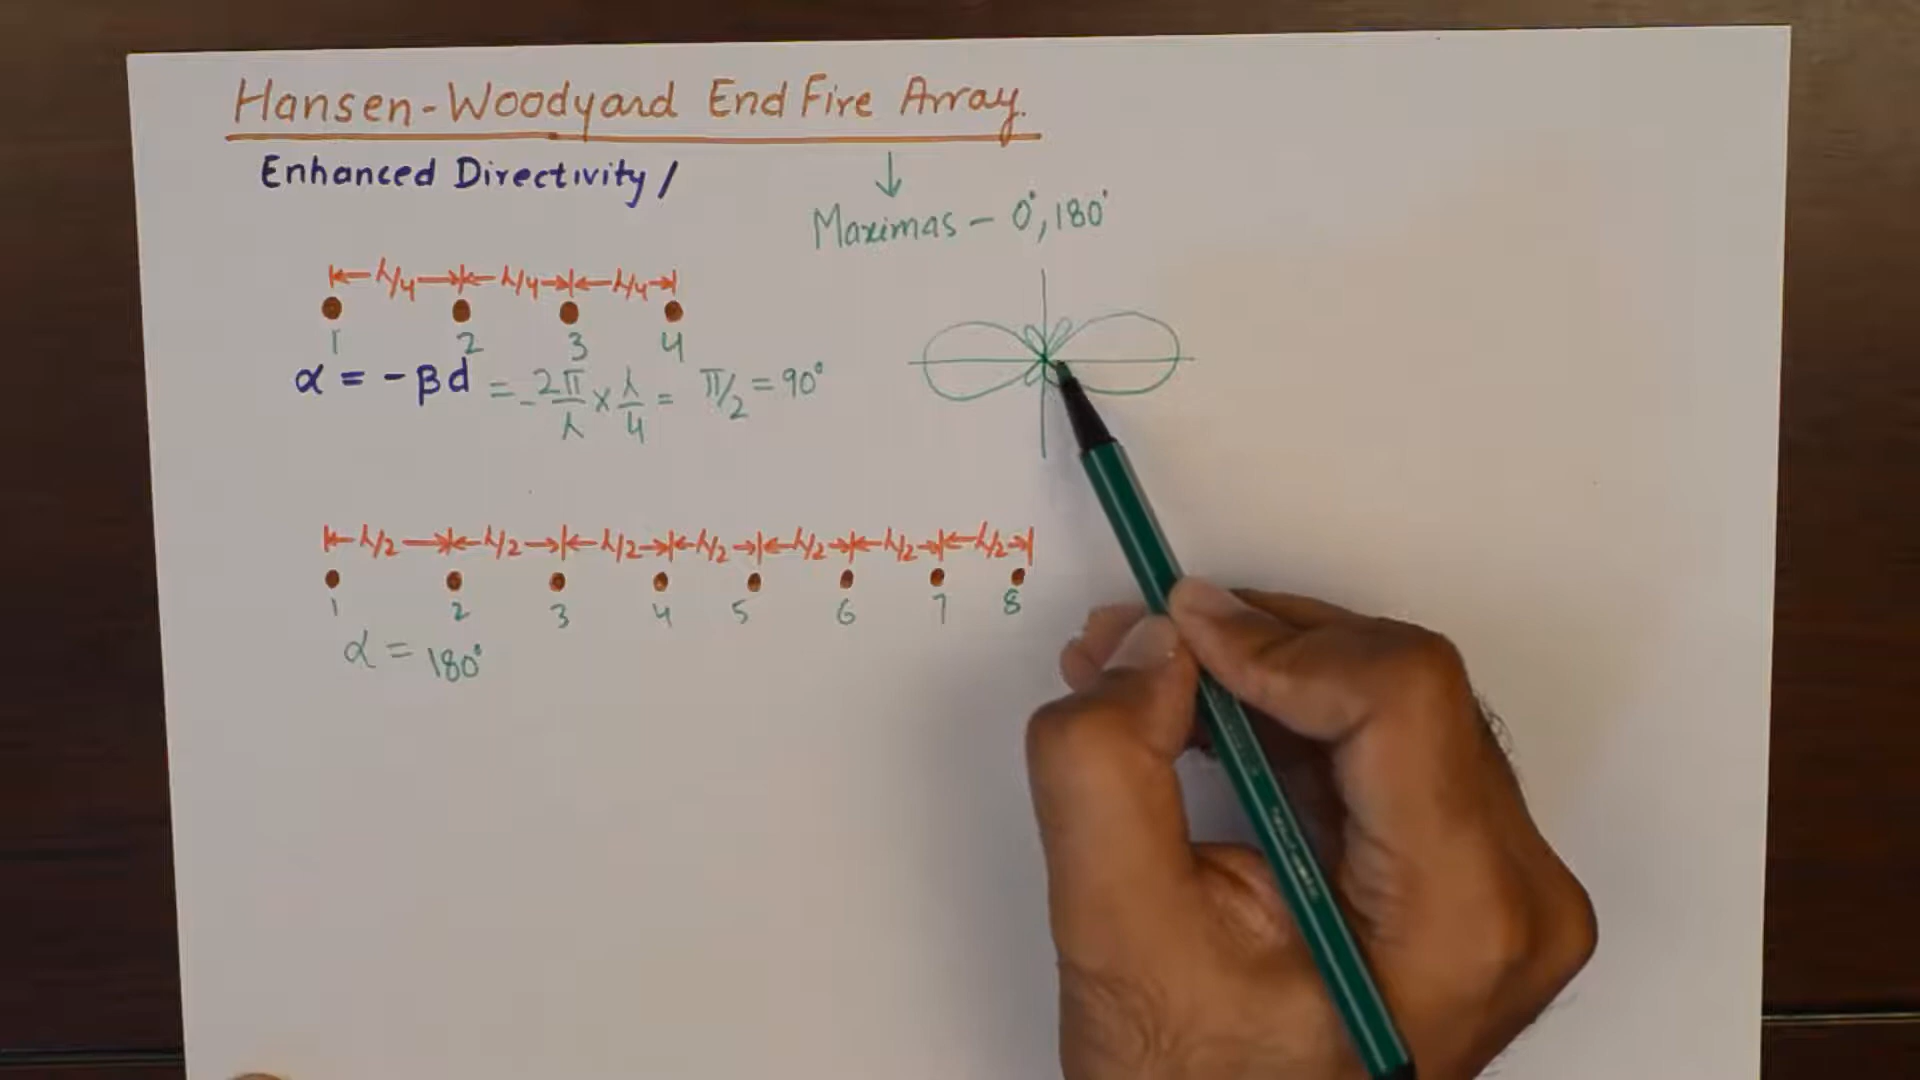 Hansen-Woodyard End Fire Array.
Enhanced Directivity /
↓
Maximas - 0°, 180°
λ/4 λ/4 λ/4
1 2 3 4
α = -βd = -2π/λ × λ/4 = π/2 = 90°
λ/2 λ/2 λ/2 λ/2 λ/2 λ/2 λ/2
1 2 3 4 5 6 7 8
α = 180°